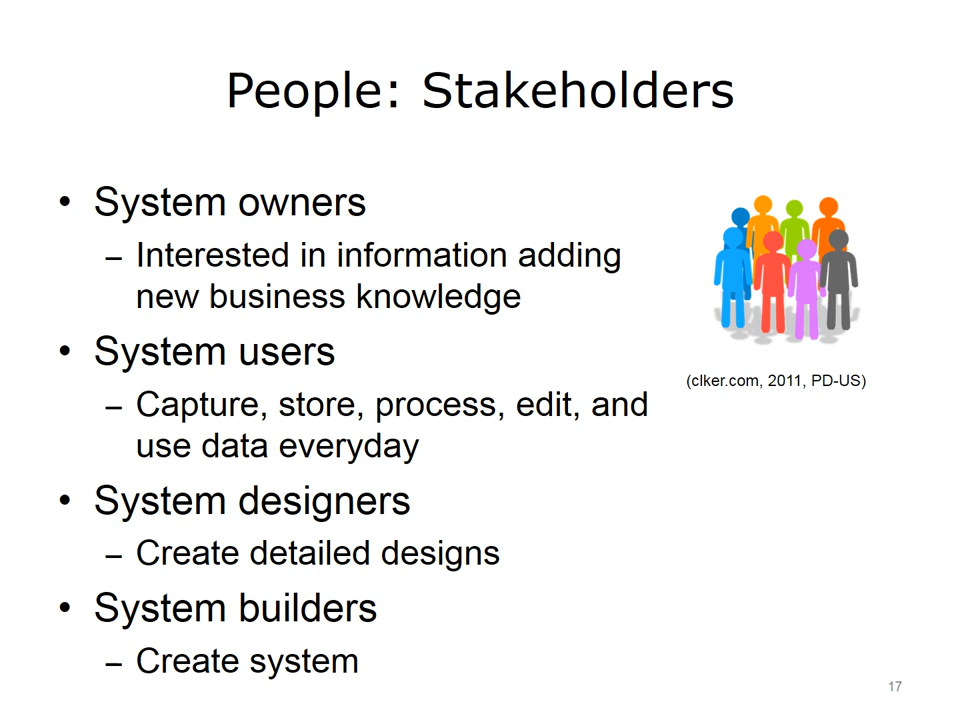 People: Stakeholders
• System owners
– Interested in information adding
new business knowledge
• System users
– Capture, store, process, edit, and
use data everyday
• System designers
– Create detailed designs
• System builders
– Create system
(clker.com, 2011, PD-US)
17